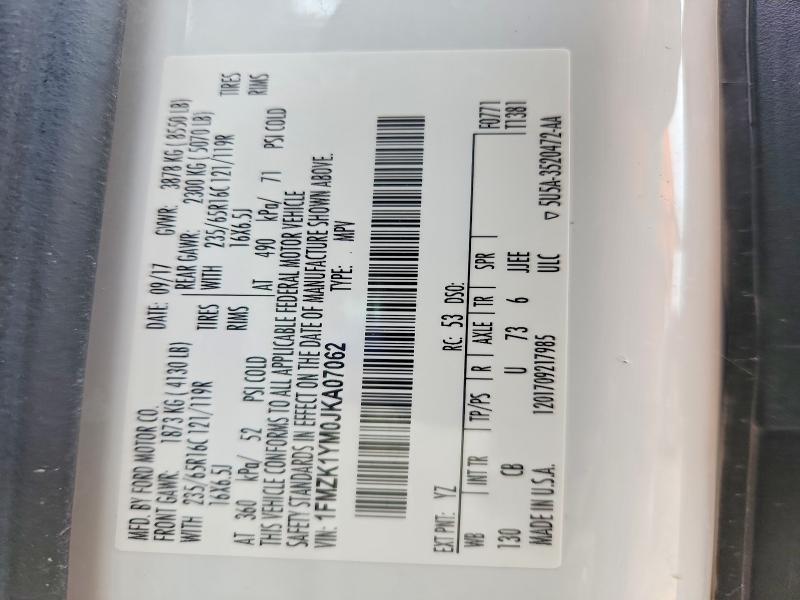 MFD. BY FORD MOTOR CO. DATE: 09/17 GVWR: 3878 KG ( 8550 LB)
FRONT GAWR: 1873 KG ( 4130 LB) REAR GAWR: 2300 KG ( 5070 LB)
WITH 235/65R16C 121/119R TIRES WITH 235/65R16C 121/119R TIRES
16X6.5J RIMS 16X6.5J RIMS
AT 360 kPa/ 52 PSI COLD AT 490 kPa/ 71 PSI COLD
THIS VEHICLE CONFORMS TO ALL APPLICABLE FEDERAL MOTOR VEHICLE
SAFETY STANDARDS IN EFFECT ON THE DATE OF MANUFACTURE SHOWN ABOVE.
VIN: 1FMZK1YM0JKA07062 TYPE: MPV
EXT PNT: YZ RC: 53 DSO: F0771
WB INT TR TP/PS R AXLE TR SPR T1381
130 CB U 73 6 JJEE
MADE IN U.S.A. 1201709217985 ULC ▽ 5U5A-3520472-AA